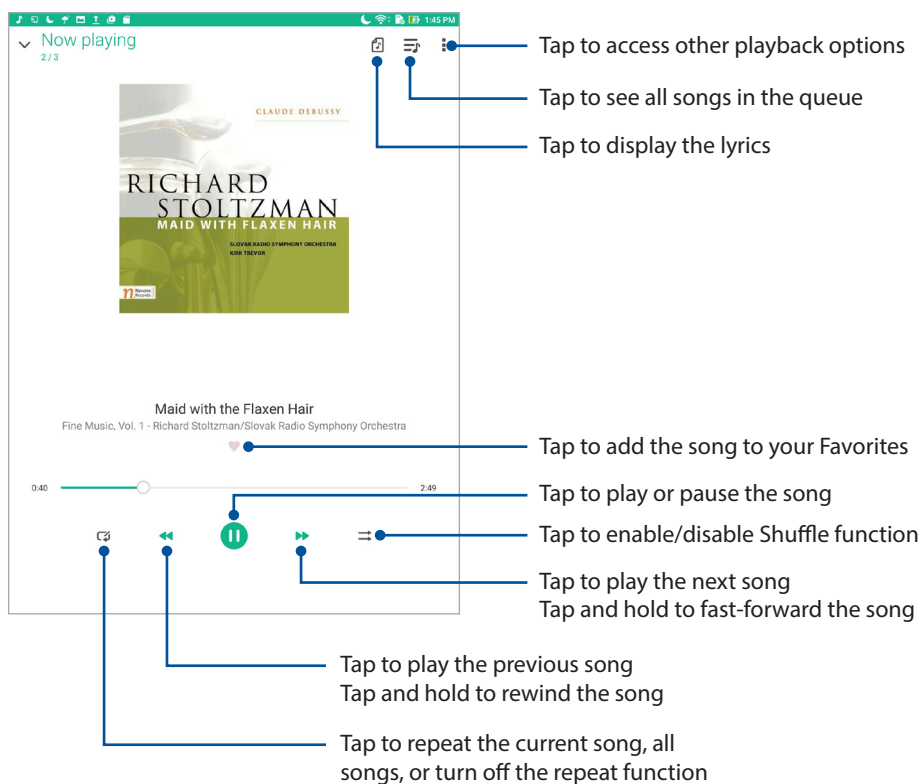 1:45 PM
Now playing
2/3
Tap to access other playback options
Tap to see all songs in the queue
Tap to display the lyrics
CLAUDE DEBUSSY
RICHARD
STOLTZMAN
MAID WITH FLAXEN HAIR
SLOVAK RADIO SYMPHONY ORCHESTRA
KIRK TREVOR
n Navona
Records
Maid with the Flaxen Hair
Fine Music, Vol. 1 - Richard Stoltzman/Slovak Radio Symphony Orchestra
Tap to add the song to your Favorites
0:40
2:49
Tap to play or pause the song
Tap to enable/disable Shuffle function
Tap to play the next song
Tap and hold to fast-forward the song
Tap to play the previous song
Tap and hold to rewind the song
Tap to repeat the current song, all
songs, or turn off the repeat function